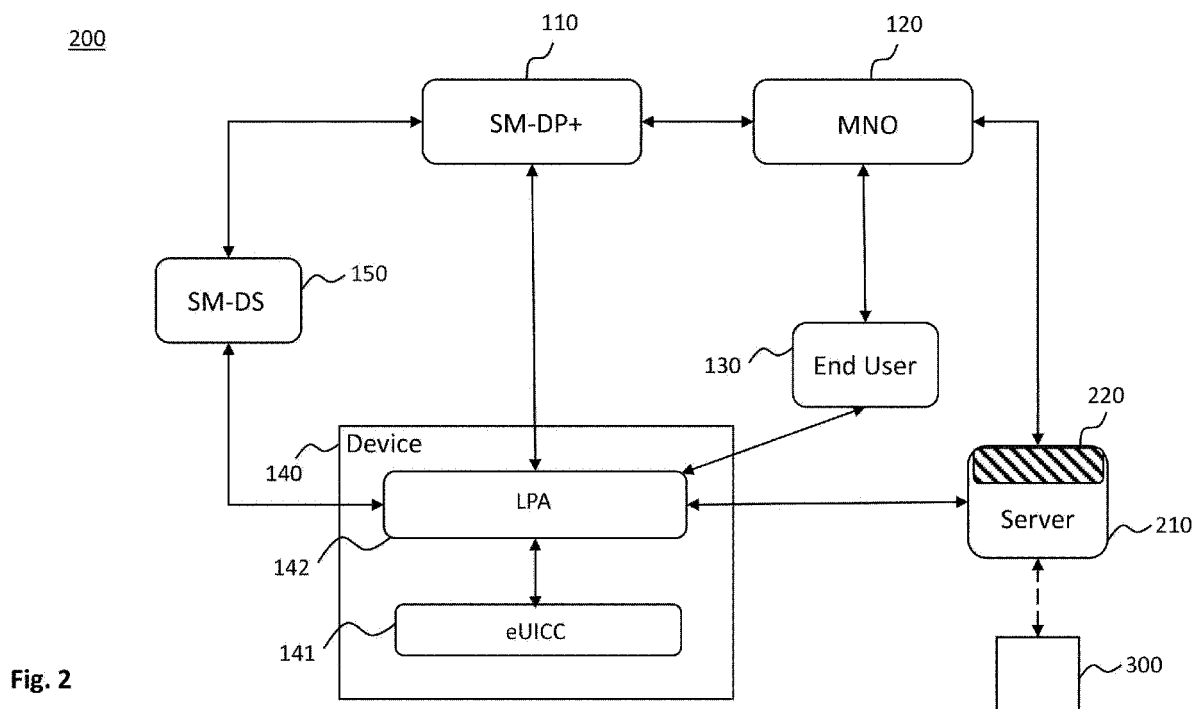 200
110
120
SM-DP+
MNO
SM-DS
150
130
End User
220
Device
140
LPA
Server
210
142
eUICC
141
300
Fig. 2